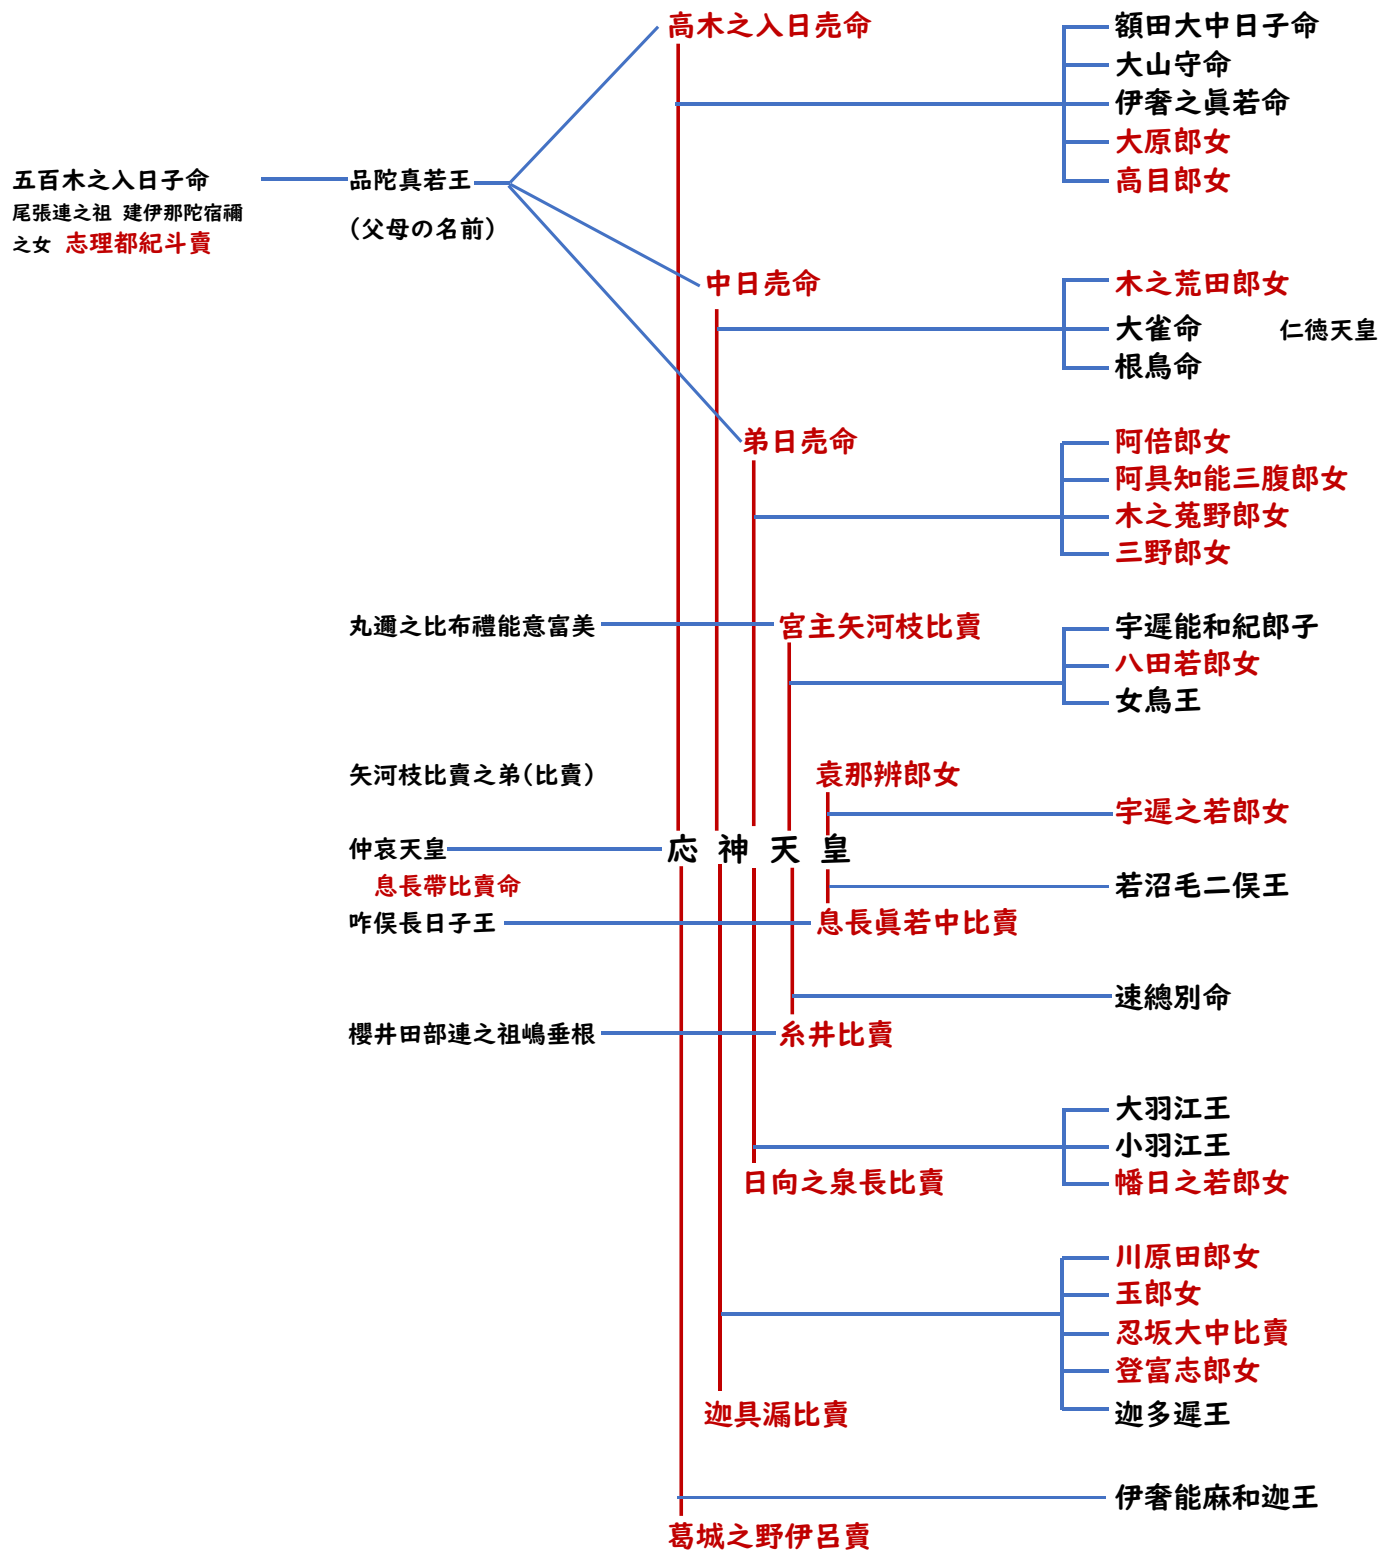 高木之入日売命
額田大中日子命
大山守命
伊奢之眞若命
大原郎女
高目郎女
五百木之入日子命
尾張連之祖 建伊那陀宿禰
之女 志理都紀斗賣
品陀真若王
(父母の名前)
中日売命
木之荒田郎女
大雀命 仁徳天皇
根鳥命
弟日売命
阿倍郎女
阿具知能三腹郎女
木之菟野郎女
三野郎女
丸邇之比布禮能意富美
宮主矢河枝比賣
宇遲能和紀郎子
八田若郎女
女鳥王
矢河枝比賣之弟(比賣)
袁那辨郎女
宇遲之若郎女
仲哀天皇
応神天皇
息長帶比賣命
若沼毛二俣王
咋俣長日子王
息長眞若中比賣
速總別命
櫻井田部連之祖嶋垂根
糸井比賣
大羽江王
小羽江王
幡日之若郎女
日向之泉長比賣
川原田郎女
玉郎女
忍坂大中比賣
登富志郎女
迦多遲王
迦具漏比賣
伊奢能麻和迦王
葛城之野伊呂賣